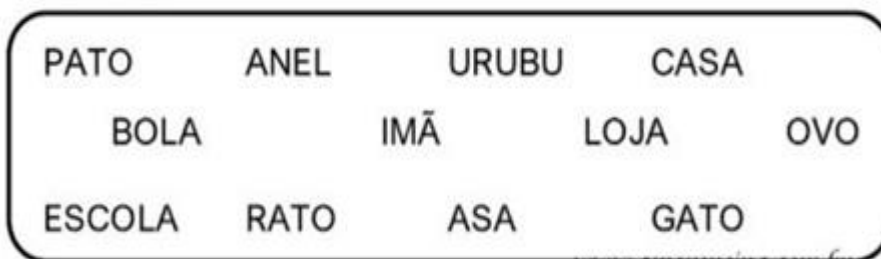 PATO ANEL URUBU CASA
BOLA IMÃ LOJA OVO
ESCOLA RATO ASA GATO